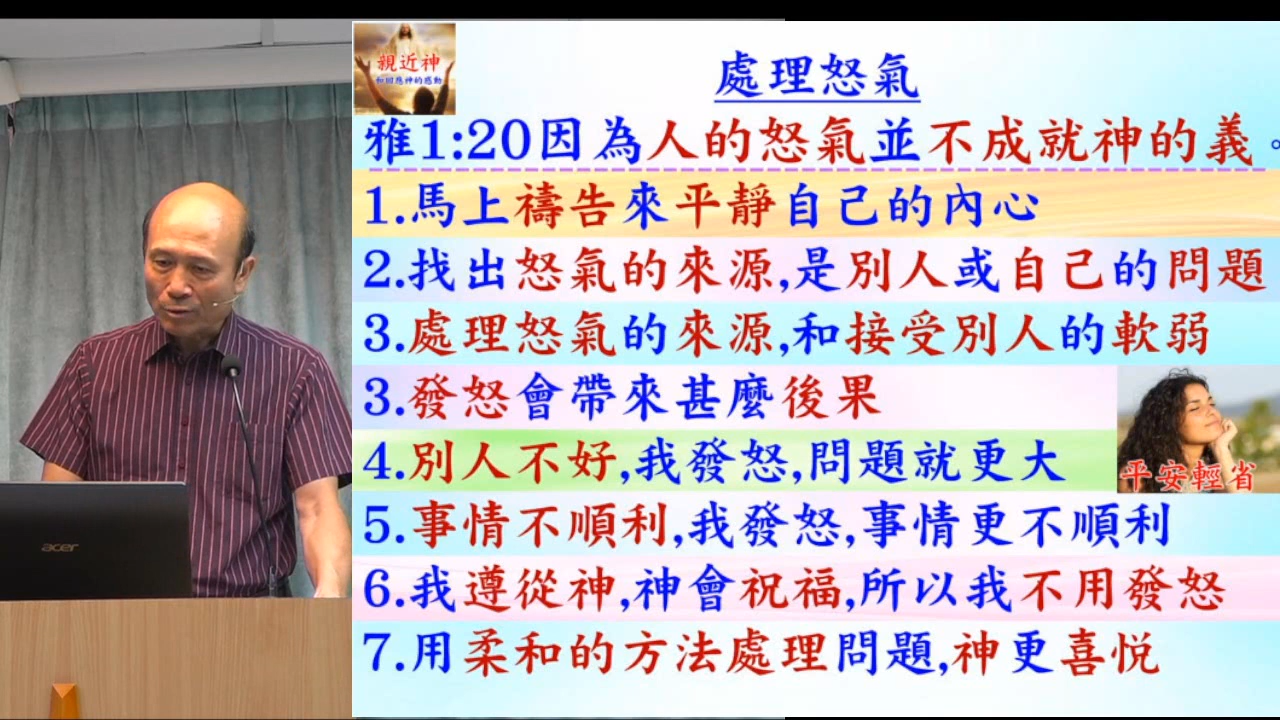 親近神
和回應神的感動
處理怒氣
雅1:20因為人的怒氣並不成就神的義。
1.馬上禱告來平靜自己的內心
2.找出怒氣的來源,是別人或自己的問題
3.處理怒氣的來源,和接受別人的軟弱
3.發怒會帶來甚麼後果
4.別人不好,我發怒,問題就更大
平安輕省
5.事情不順利,我發怒,事情更不順利
6.我遵從神,神會祝福,所以我不用發怒
7.用柔和的方法處理問題,神更喜悅
acer